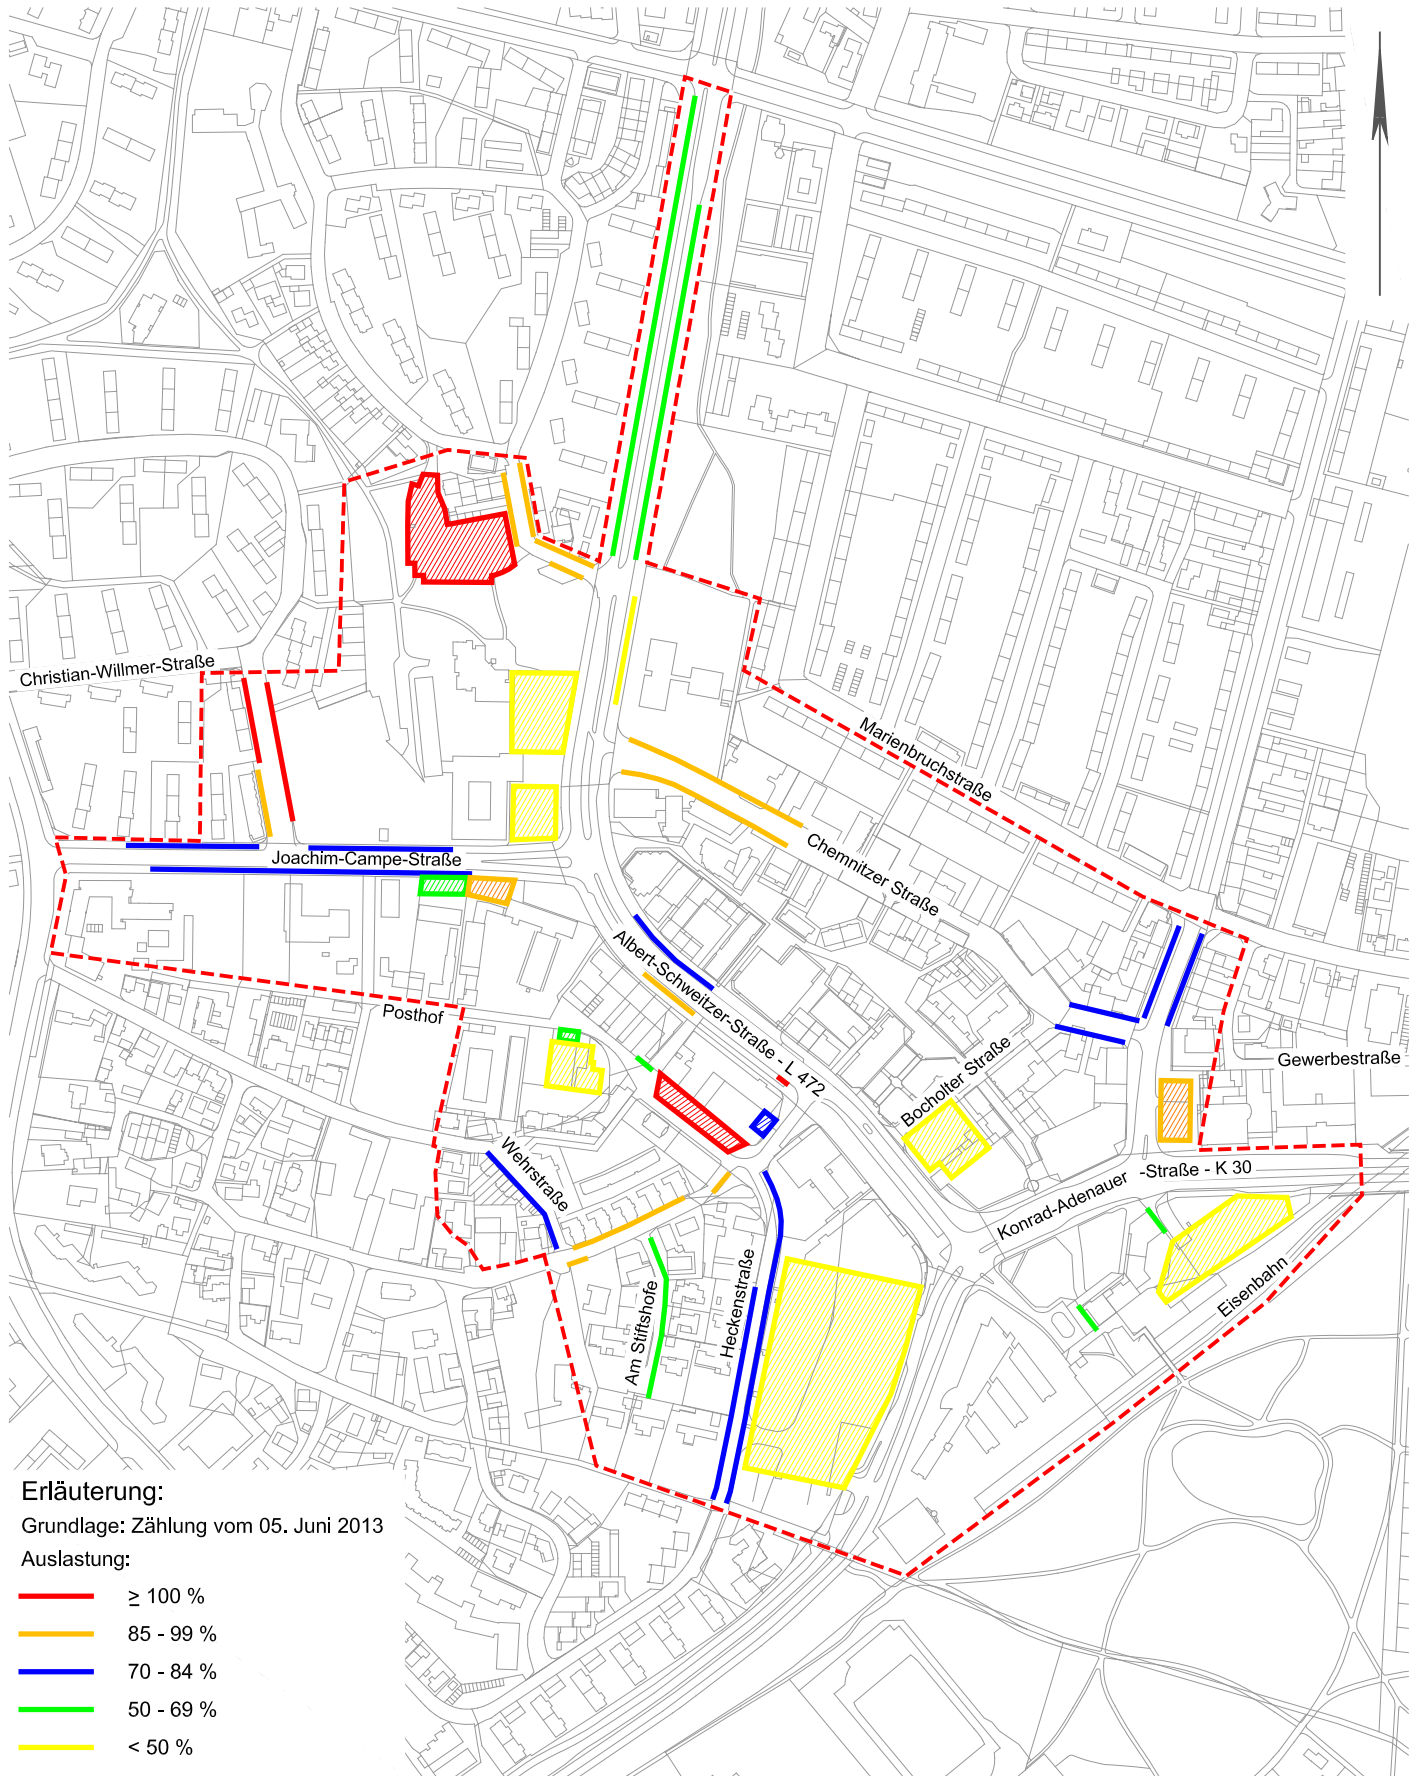 Christian-Willmer-Straße
Marienbruchstraße
Chemnitzer Straße
Joachim-Campe-Straße
Albert-Schweitzer-Straße - L 472
Posthof
Bocholter Straße
Gewerbestraße
Wehrstraße
Konrad-Adenauer -Straße - K 30
Eisenbahn
Heckenstraße
Am Stiftshofe
Erläuterung:
Grundlage: Zählung vom 05. Juni 2013
Auslastung:
≥ 100 %
85 - 99 %
70 - 84 %
50 - 69 %
< 50 %